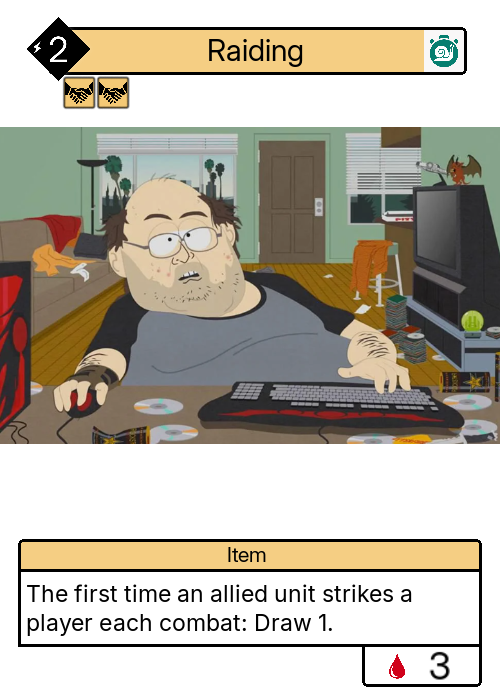 2
Raiding
Item
The first time an allied unit strikes a
player each combat: Draw 1.
3